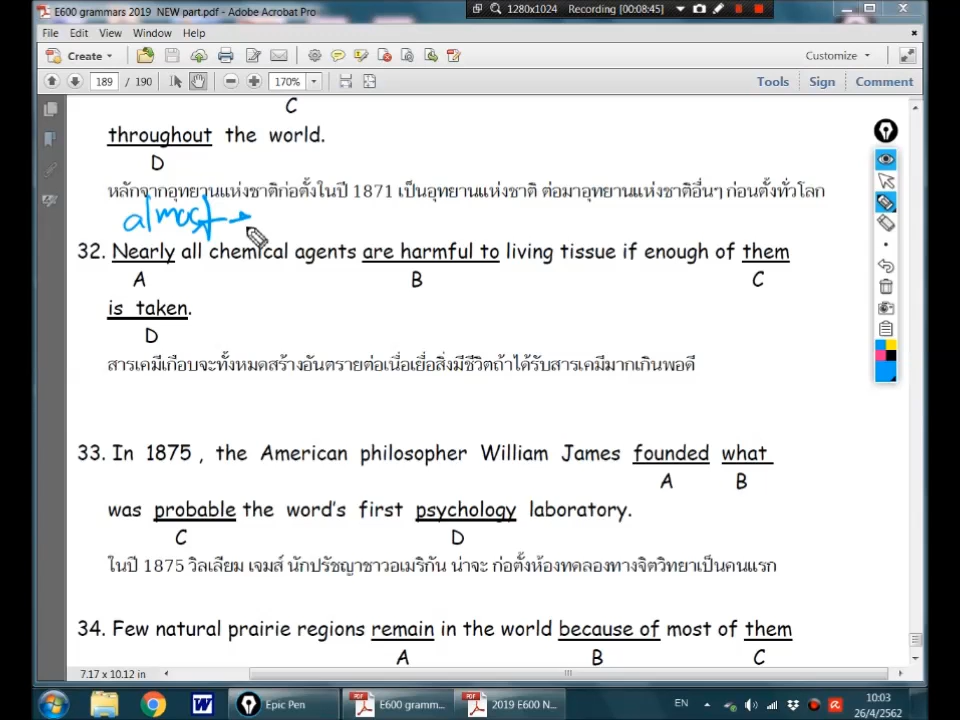 E600 grammars 2019 NEW part.pdf - Adobe Acrobat Pro
1280x1024 Recording [00:08:45]
File Edit View Window Help
Create Customize
189 / 190 170% Tools Sign Comment
C
throughout the world.
D
หลักจากอุทยานแห่งชาติก่อตั้งในปี 1871 เป็นอุทยานแห่งชาติ ต่อมาอุทยานแห่งชาติอื่นๆ ก่อนตั้งทั่วโลก
almost
32. Nearly all chemical agents are harmful to living tissue if enough of them
A B C
is taken.
D
สารเคมีเกือบจะทั้งหมดสร้างอันตรายต่อเนื่อเยื่อสิ่งมีชีวิตถ้าได้รับสารเคมีมากเกินพอดี
33. In 1875 , the American philosopher William James founded what
A B
was probable the word's first psychology laboratory.
C D
ในปี 1875 วิลเลียม เจมส์ นักปรัชญาชาวอเมริกัน น่าจะ ก่อตั้งห้องทดลองทางจิตวิทยาเป็นคนแรก
34. Few natural prairie regions remain in the world because of most of them
A B C
7.17 x 10.12 in
Epic Pen E600 gramm... 2019 E600 N... EN 10:03
26/4/2562